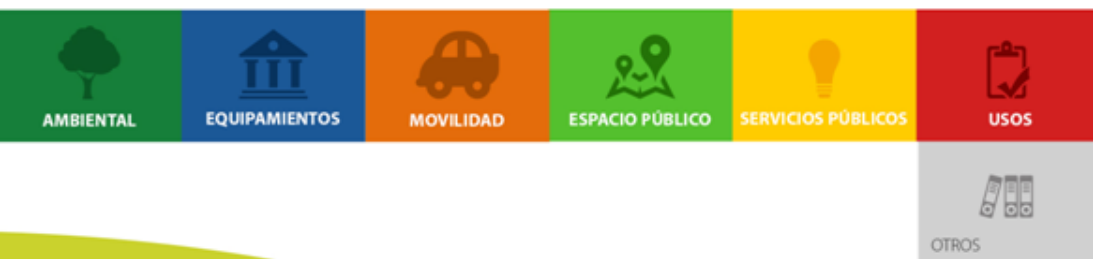 AMBIENTAL
EQUIPAMIENTOS
MOVILIDAD
ESPACIO PÚBLICO
SERVICIOS PÚBLICOS
USOS
OTROS